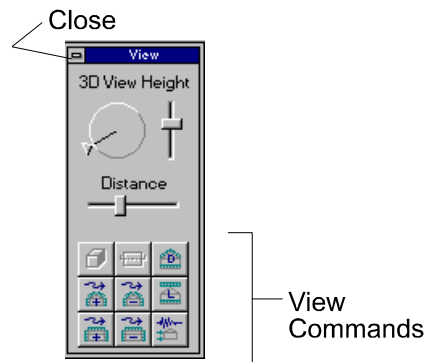 Close
View
3D View Height
Distance
D
L
View
Commands